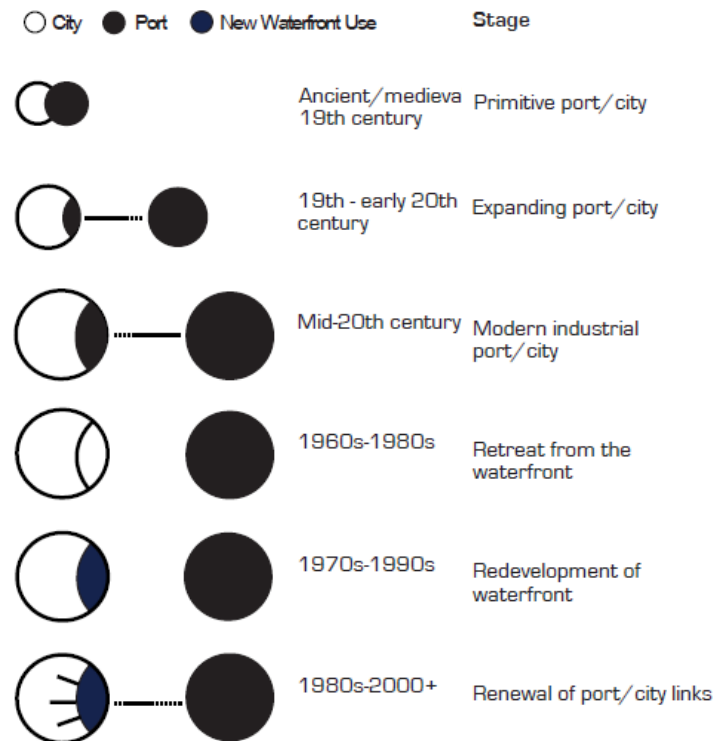 City Port New Waterfront Use Stage
Ancient/medieva Primitive port/city
19th century
19th - early 20th Expanding port/city
century
Mid-20th century Modern industrial
port/city
1960s-1980s Retreat from the
waterfront
1970s-1990s Redevelopment of
waterfront
1980s-2000+ Renewal of port/city links